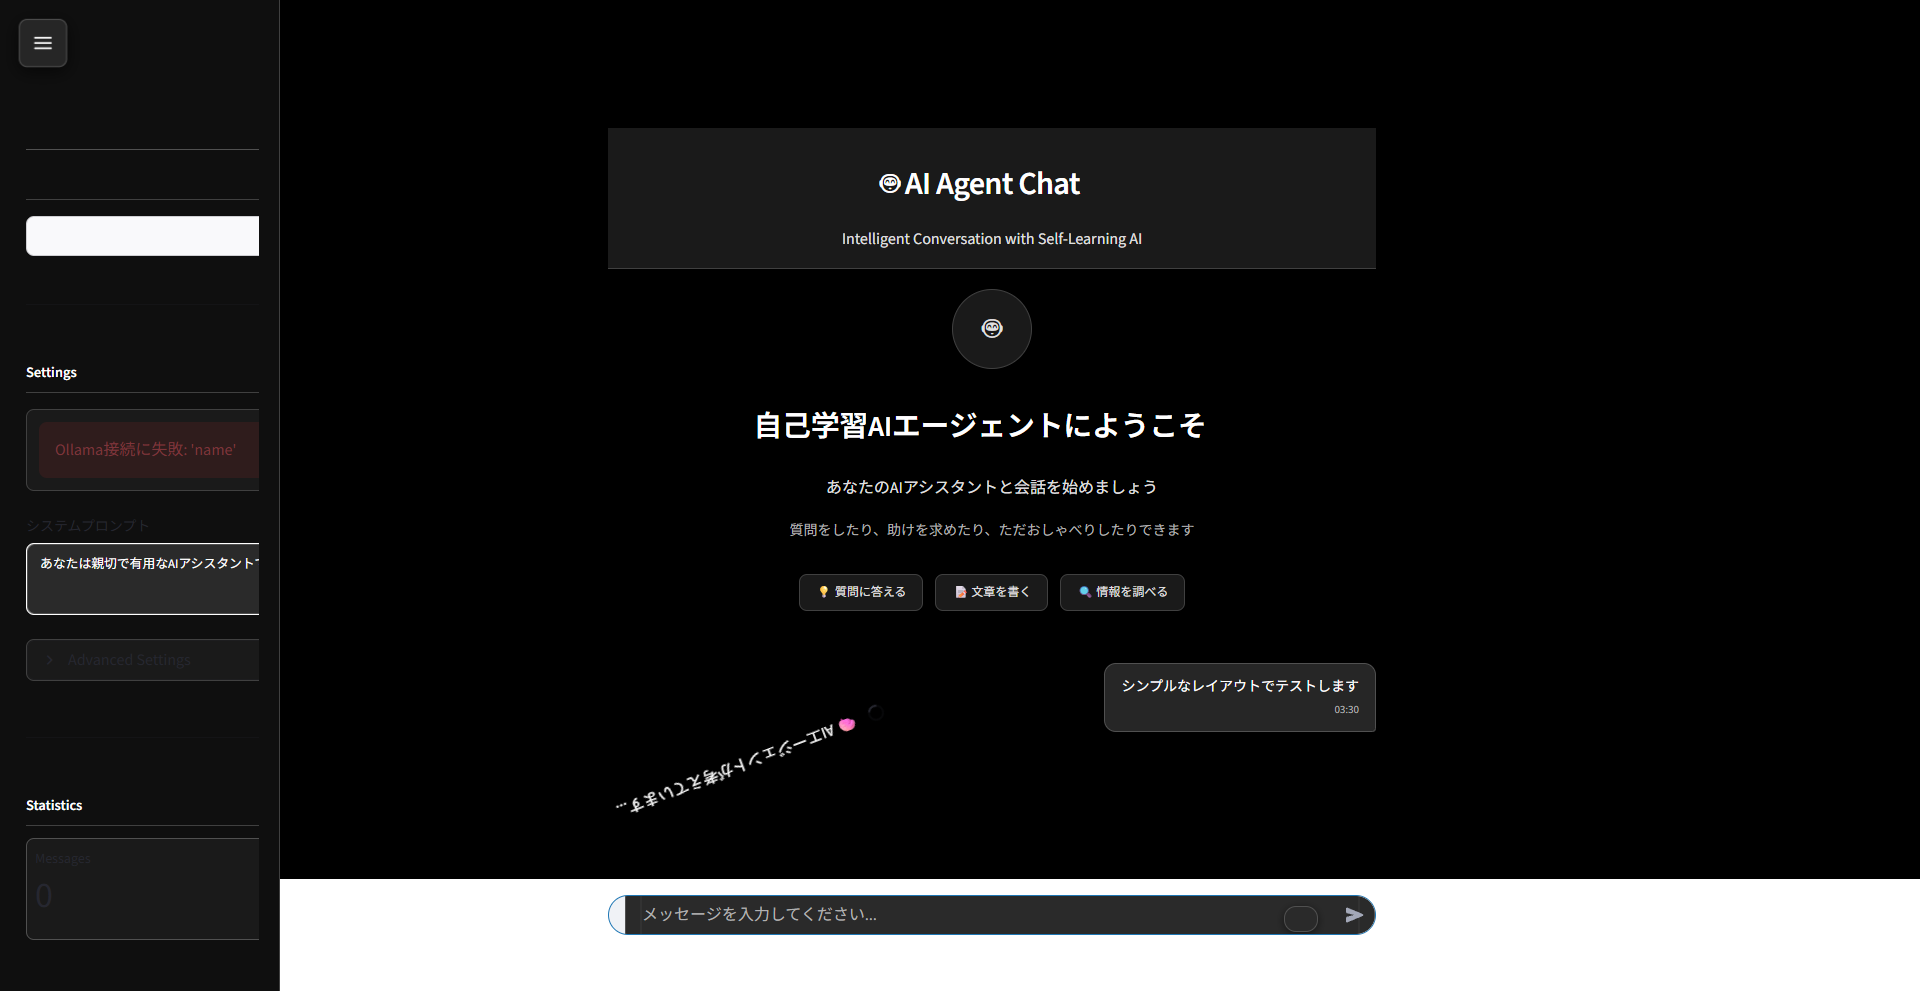 Settings
Ollama接続に失敗: 'name'
システムプロンプト
あなたは親切で有用なAIアシスタントで
Advanced Settings
Statistics
Messages
0
AI Agent Chat
Intelligent Conversation with Self-Learning AI
自己学習AIエージェントにようこそ
あなたのAIアシスタントと会話を始めましょう
質問をしたり、助けを求めたり、ただおしゃべりしたりできます
💡 質問に答える
📝 文章を書く
🔍 情報を調べる
シンプルなレイアウトでテストします
03:30
AIエージェントが考えています...
メッセージを入力してください...